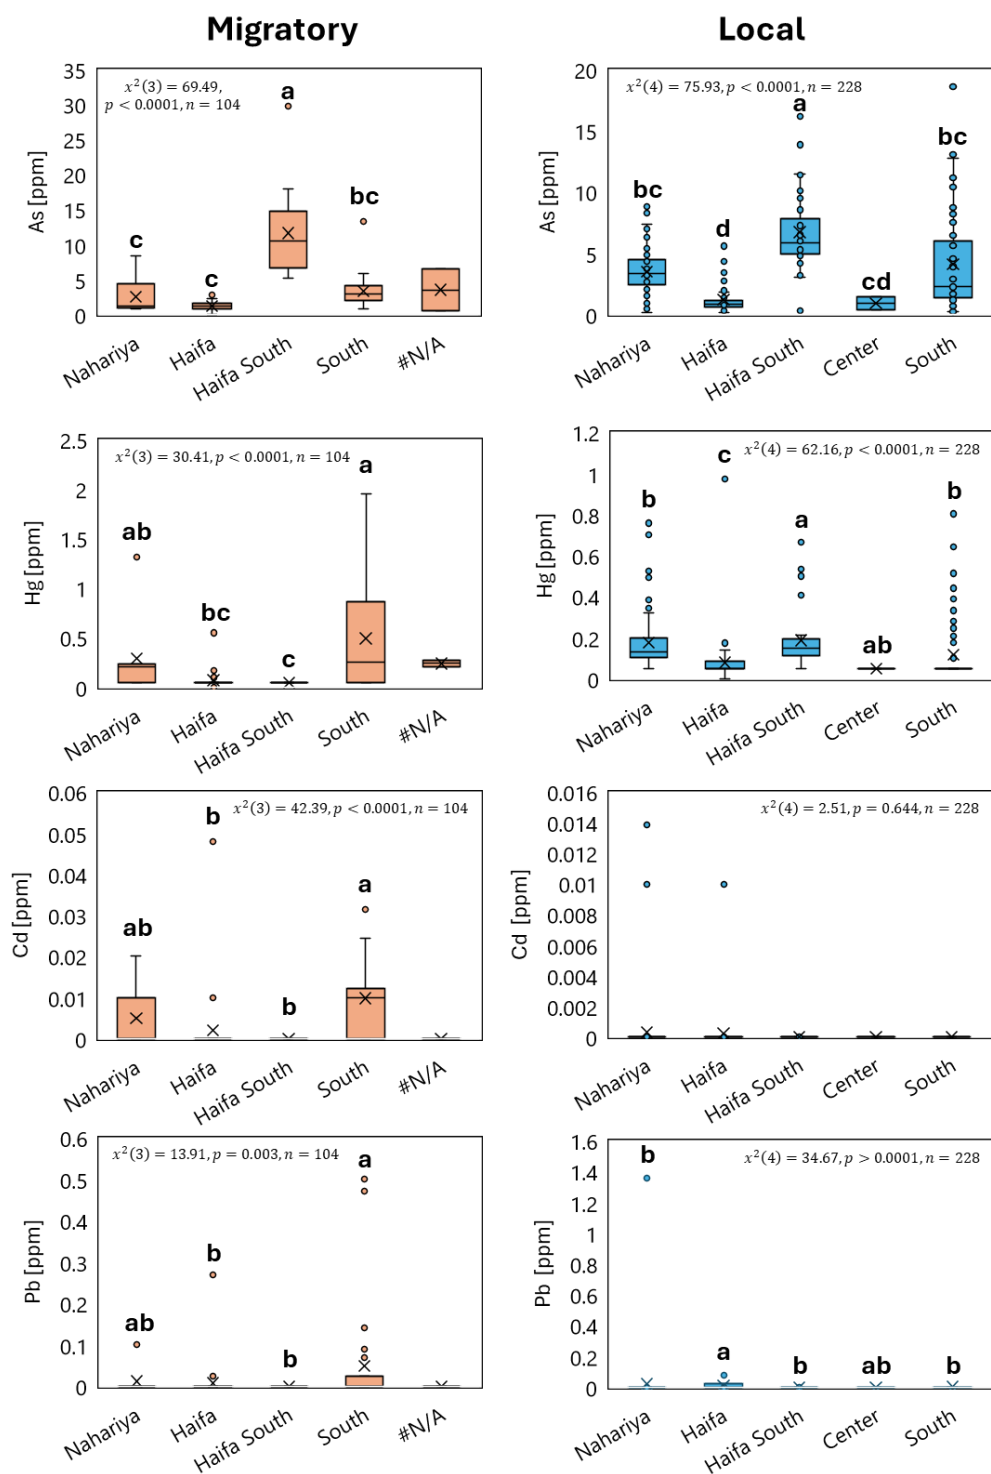 Migratory
Local
As [ppm]
35
30
25
20
15
10
5
0
x²(3) = 69.49,
p < 0.0001, n = 104
c
c
a
bc
Nahariya
Haifa
Haifa South
South
#N/A
As [ppm]
20
15
10
5
0
x²(4) = 75.93, p < 0.0001, n = 228
bc
d
a
cd
bc
Nahariya
Haifa
Haifa South
Center
South
Hg [ppm]
2.5
2
1.5
1
0.5
0
x²(3) = 30.41, p < 0.0001, n = 104
ab
bc
c
a
Nahariya
Haifa
Haifa South
South
#N/A
Hg [ppm]
1.2
1
0.8
0.6
0.4
0.2
0
x²(4) = 62.16, p < 0.0001, n = 228
b
c
a
ab
b
Nahariya
Haifa
Haifa South
Center
South
Cd [ppm]
0.06
0.05
0.04
0.03
0.02
0.01
0
x²(3) = 42.39, p < 0.0001, n = 104
ab
b
b
a
Nahariya
Haifa
Haifa South
South
#N/A
Cd [ppm]
0.016
0.014
0.012
0.01
0.008
0.006
0.004
0.002
0
x²(4) = 2.51, p = 0.644, n = 228
Nahariya
Haifa
Haifa South
Center
South
Pb [ppm]
0.6
0.5
0.4
0.3
0.2
0.1
0
x²(3) = 13.91, p = 0.003, n = 104
ab
b
b
a
Nahariya
Haifa
Haifa South
South
#N/A
Pb [ppm]
1.6
1.4
1.2
1
0.8
0.6
0.4
0.2
0
x²(4) = 34.67, p > 0.0001, n = 228
b
a
b
ab
b
Nahariya
Haifa
Haifa South
Center
South